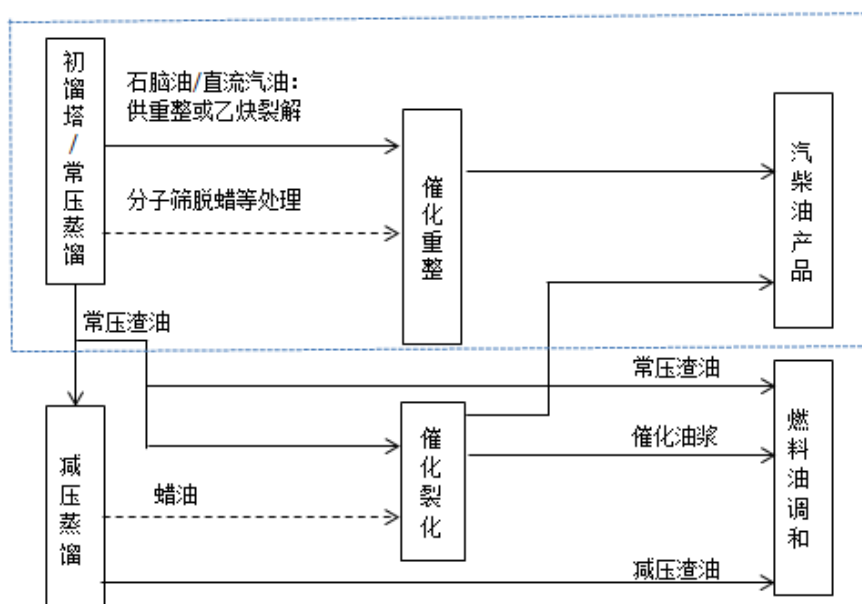 初馏塔/常压蒸馏
石脑油/直流汽油：
供重整或乙炔裂解
分子筛脱蜡等处理
催化重整
汽柴油产品
常压渣油
常压渣油
减压蒸馏
蜡油
催化裂化
催化油浆
减压渣油
燃料油调和